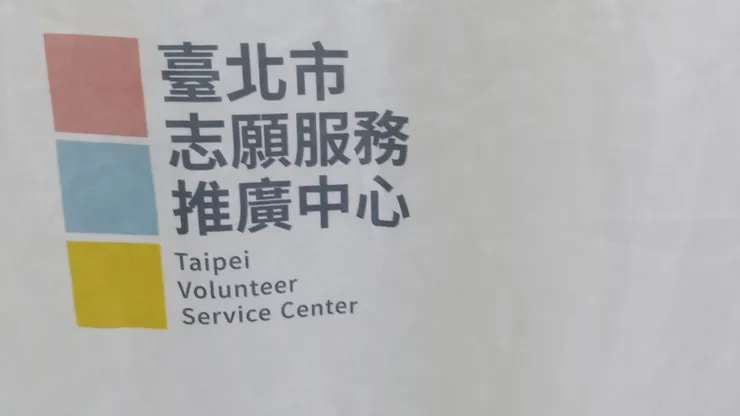 臺北市
志願服務
推廣中心
Taipei
Volunteer
Service Center